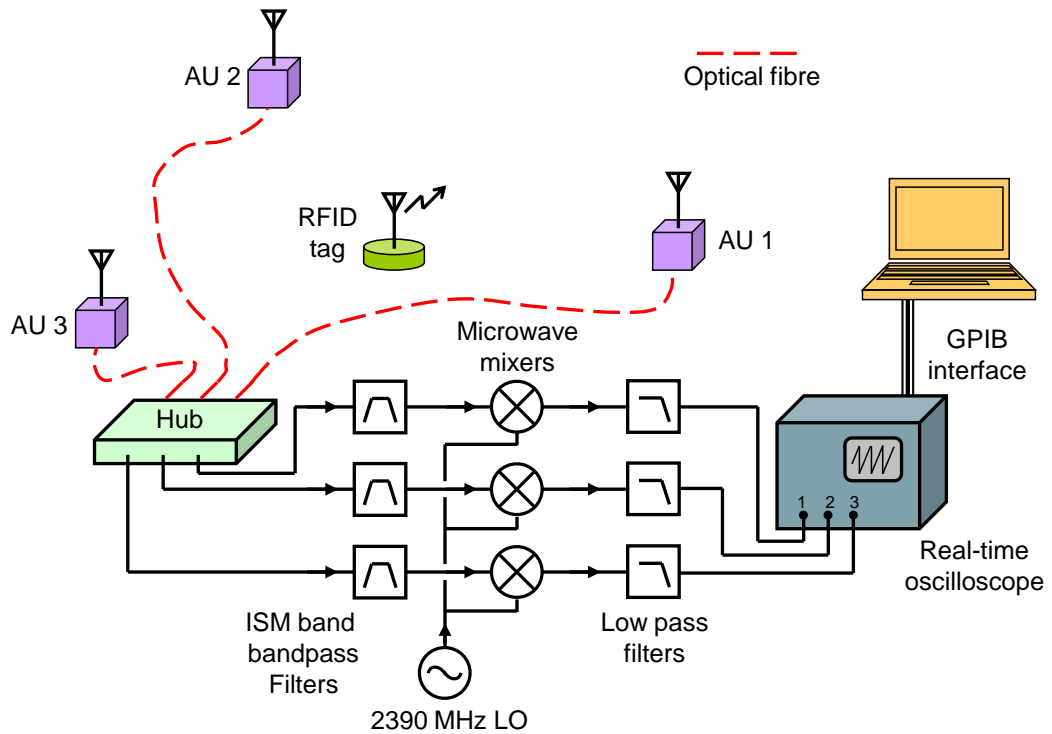 AU 2
Optical fibre
RFID
tag
AU 1
AU 3
Microwave
mixers
GPIB
interface
Hub
1 2 3
Real-time
oscilloscope
ISM band
bandpass
Filters
Low pass
filters
2390 MHz LO